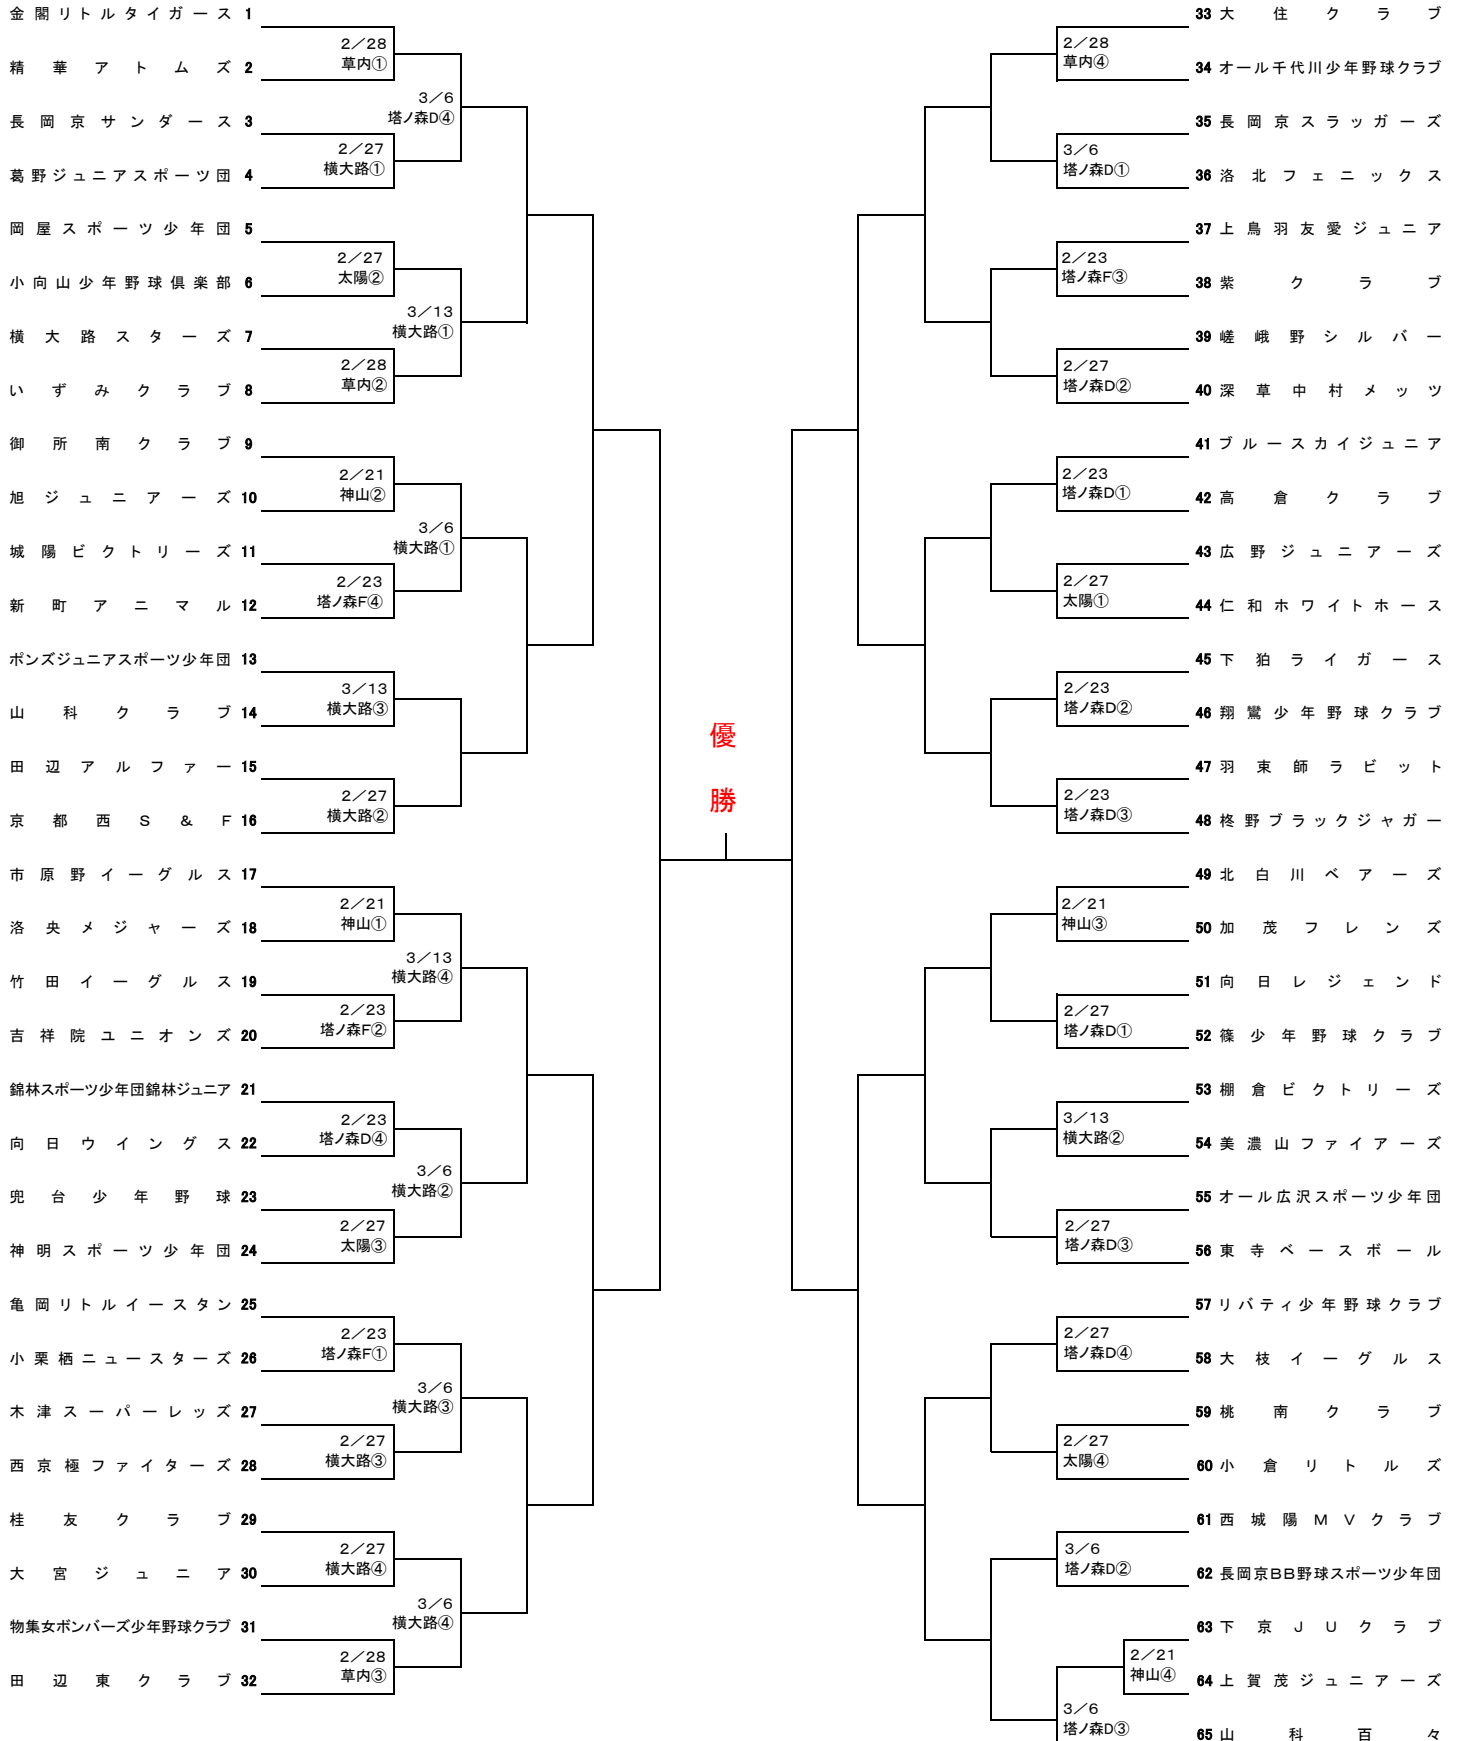 金閣リトルタイガース 1
2／28
草内①
精華アトムズ 2
3／6
塔ノ森D④
長岡京サンダース 3
2／27
横大路①
葛野ジュニアスポーツ団 4
岡屋スポーツ少年団 5
2／27
太陽②
小向山少年野球倶楽部 6
3／13
横大路①
横大路スターズ 7
2／28
草内②
いずみクラブ 8
御所南クラブ 9
2／21
神山②
旭ジュニアーズ 10
3／6
横大路①
城陽ビクトリーズ 11
2／23
塔ノ森F④
新町アニマル 12
ポンズジュニアスポーツ少年団 13
3／13
横大路③
山科クラブ 14
田辺アルファー 15
2／27
横大路②
京都西S＆F 16
市原野イーグルス 17
2／21
神山①
洛央メジャーズ 18
3／13
横大路④
竹田イーグルス 19
2／23
塔ノ森F②
吉祥院ユニオンズ 20
錦林スポーツ少年団錦林ジュニア 21
2／23
塔ノ森D④
向日ウイングス 22
3／6
横大路②
兜台少年野球 23
2／27
太陽③
神明スポーツ少年団 24
亀岡リトルイースタン 25
2／23
塔ノ森F①
小栗栖ニュースターズ 26
3／6
横大路③
木津スーパーレッズ 27
2／27
横大路③
西京極ファイターズ 28
桂友クラブ 29
2／27
横大路④
大宮ジュニア 30
3／6
横大路④
物集女ボンバーズ少年野球クラブ 31
2／28
草内③
田辺東クラブ 32
優
勝
33 大住クラブ
2／28
草内④
34 オール千代川少年野球クラブ
35 長岡京スラッガーズ
3／6
塔ノ森D①
36 洛北フェニックス
37 上鳥羽友愛ジュニア
2／23
塔ノ森F③
38 紫クラブ
39 嵯峨野シルバー
2／27
塔ノ森D②
40 深草中村メッツ
41 ブルースカイジュニア
2／23
塔ノ森D①
42 高倉クラブ
43 広野ジュニアーズ
2／27
太陽①
44 仁和ホワイトホース
45 下狛ライガース
2／23
塔ノ森D②
46 翔鸞少年野球クラブ
47 羽束師ラビット
2／23
塔ノ森D③
48 柊野ブラックジャガー
49 北白川ベアーズ
2／21
神山③
50 加茂フレンズ
51 向日レジェンド
2／27
塔ノ森D①
52 篠少年野球クラブ
53 棚倉ビクトリーズ
3／13
横大路②
54 美濃山ファイアーズ
55 オール広沢スポーツ少年団
2／27
塔ノ森D③
56 東寺ベースボール
57 リバティ少年野球クラブ
2／27
塔ノ森D④
58 大枝イーグルス
59 桃南クラブ
2／27
太陽④
60 小倉リトルズ
61 西城陽MVクラブ
3／6
塔ノ森D②
62 長岡京BB野球スポーツ少年団
63 下京JUクラブ
2／21
神山④
64 上賀茂ジュニアーズ
3／6
塔ノ森D③
65 山科百々